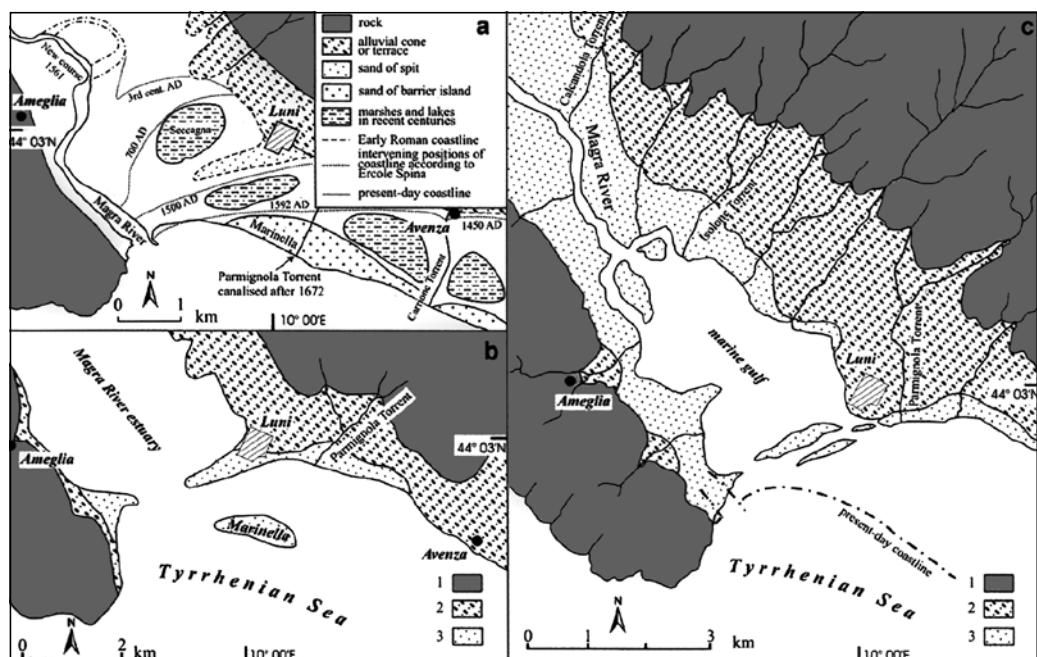 a
New course
1561
Ameglia
44° 03'N
3rd cent. AD
700 AD
Seccagna
Luni
1500 AD
1592 AD
Magra River
Marinella
Avenza
1450 AD
Parmignola Torrent
canalised after 1672
Carrione Torrent
N
0 1
km
10° 00'E
rock
alluvial cone
or terrace
sand of spit
sand of barrier island
marshes and lakes
in recent centuries
Early Roman coastline
intervening positions of
coastline according to
Ercole Spina
present-day coastline
b
Magra River estuary
Luni
Parmignola Torrent
44° 03'N
Ameglia
Marinella
Avenza
Tyrrhenian Sea
1
2
3
N
0 2 km
10° 00'E
c
Calcandola Torrent
Magra River
Torrent
marine gulf
Luni
Parmignola Torrent
44° 03'N
Ameglia
present-day
coastline
Tyrrhenian Sea
1
2
3
N
0 1 3 km
10° 00'E